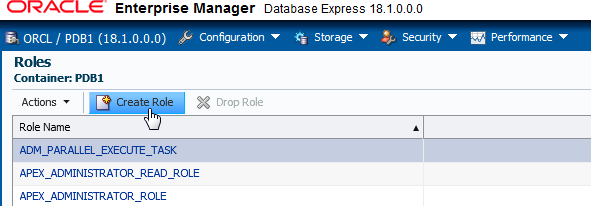 ORACLE Enterprise Manager Database Express 18.1.0.0.0
ORCL / PDB1 (18.1.0.0.0) Configuration Storage Security Performance
Roles
Container: PDB1
Actions Create Role Drop Role
Role Name
ADM_PARALLEL_EXECUTE_TASK
APEX_ADMINISTRATOR_READ_ROLE
APEX_ADMINISTRATOR_ROLE